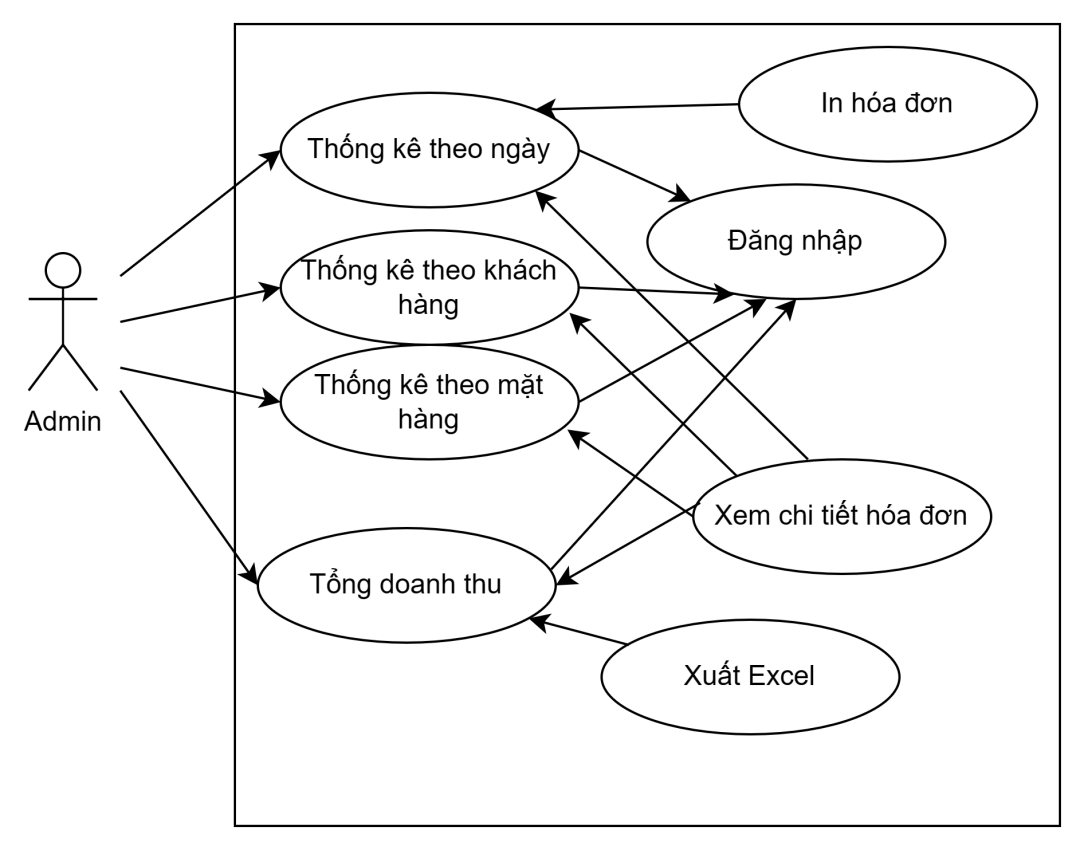 In hóa đơn
Thống kê theo ngày
Đăng nhập
Thống kê theo khách
hàng
Thống kê theo mặt
hàng
Admin
Xem chi tiết hóa đơn
Tổng doanh thu
Xuất Excel